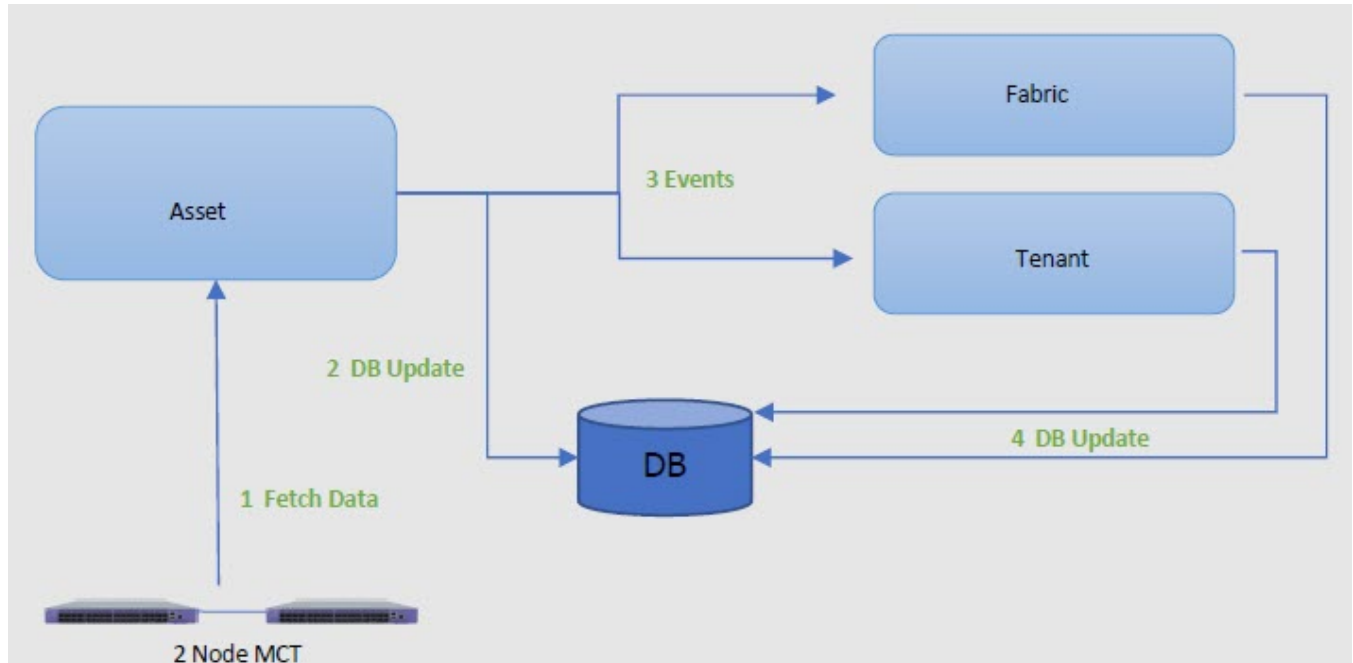 Fabric
3 Events
Asset
Tenant
2 DB Update
DB
4 DB Update
1 Fetch Data
2 Node MCT